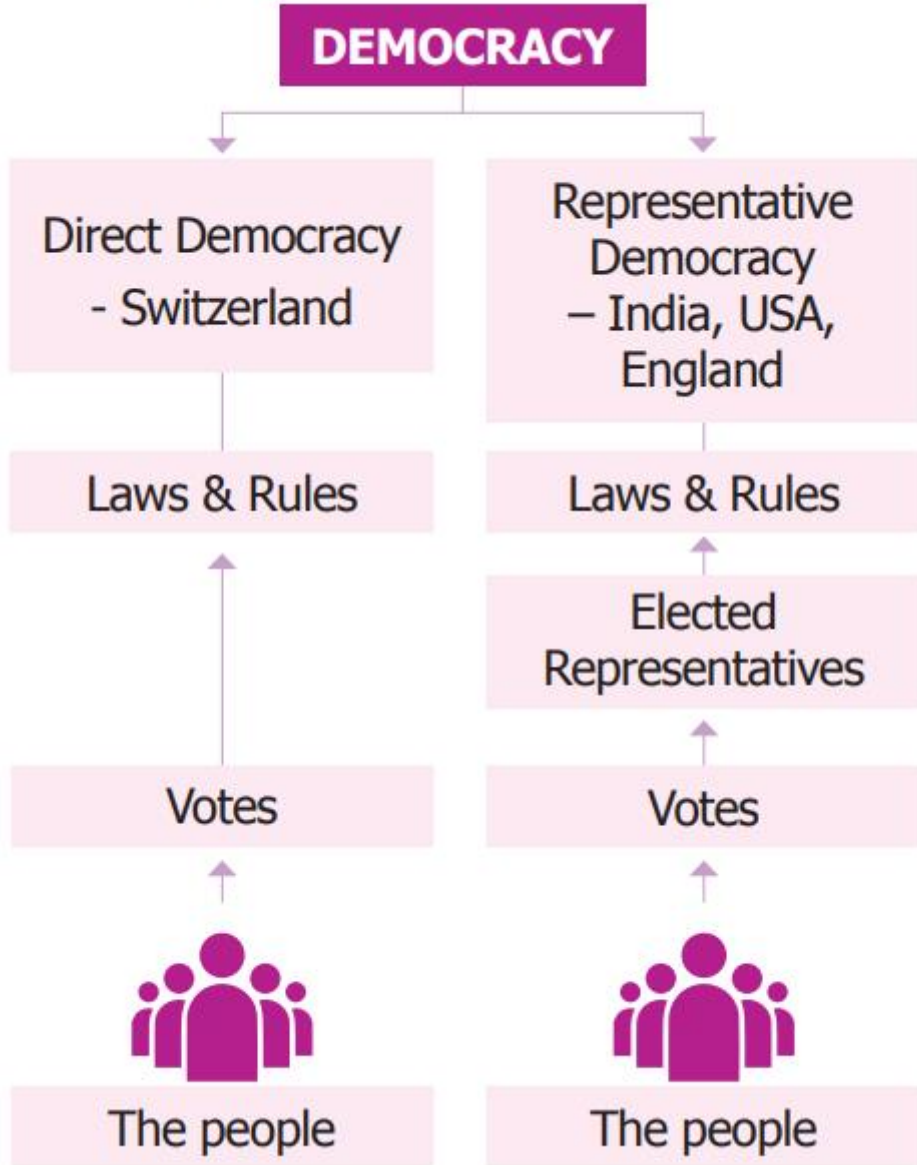 DEMOCRACY
Direct Democracy
- Switzerland
Laws & Rules
Votes
The people
Representative
Democracy
– India, USA,
England
Laws & Rules
Elected
Representatives
Votes
The people